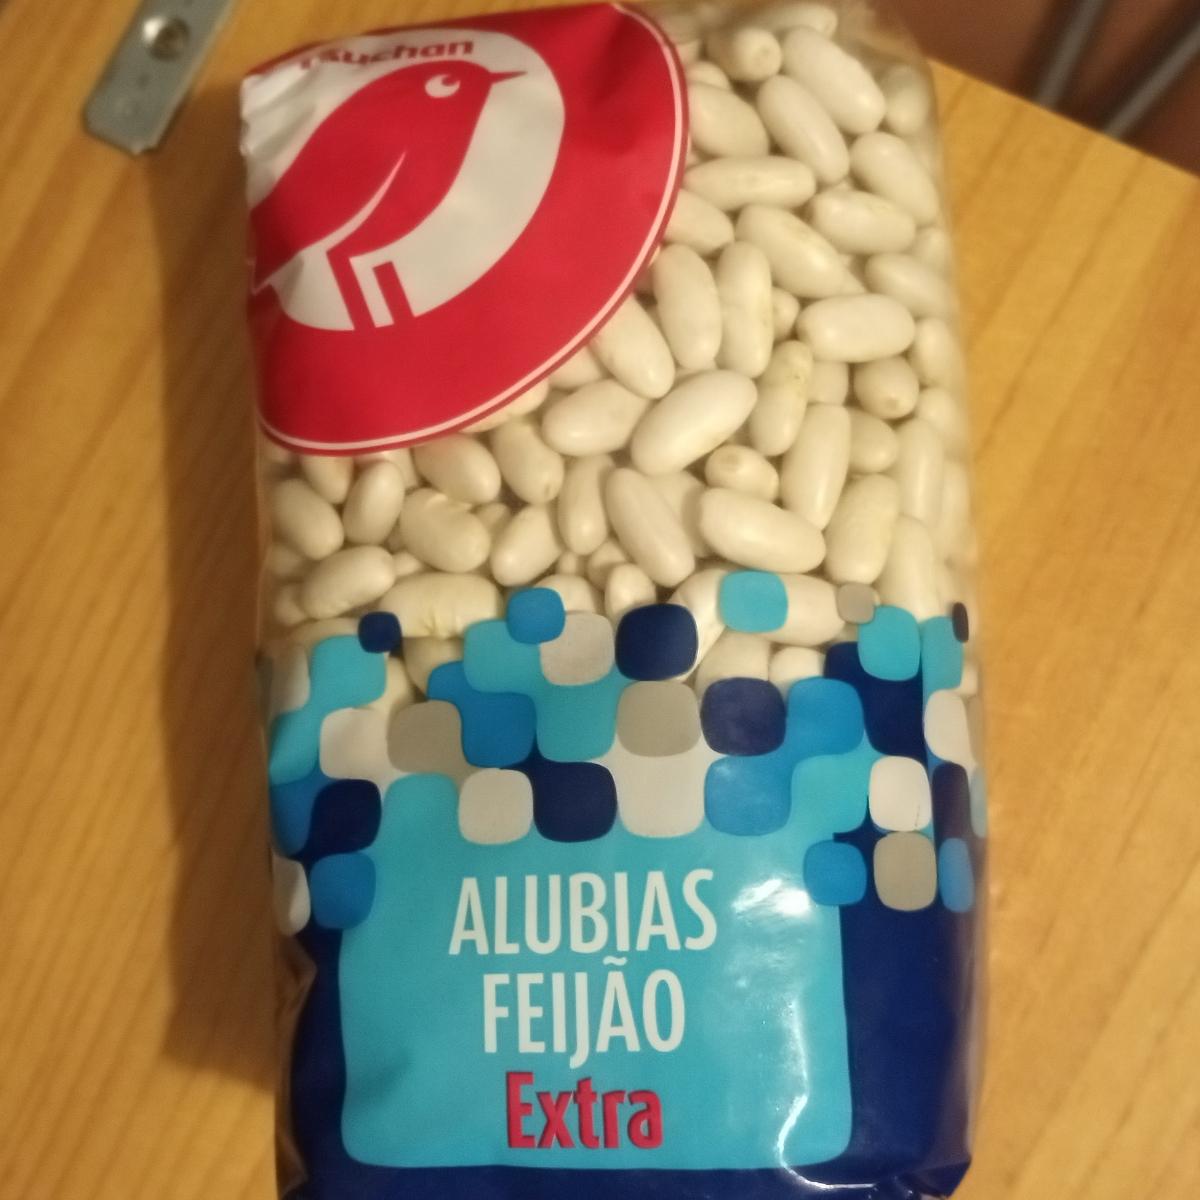 Auchan
ALUBIAS
FEIJÃO
Extra